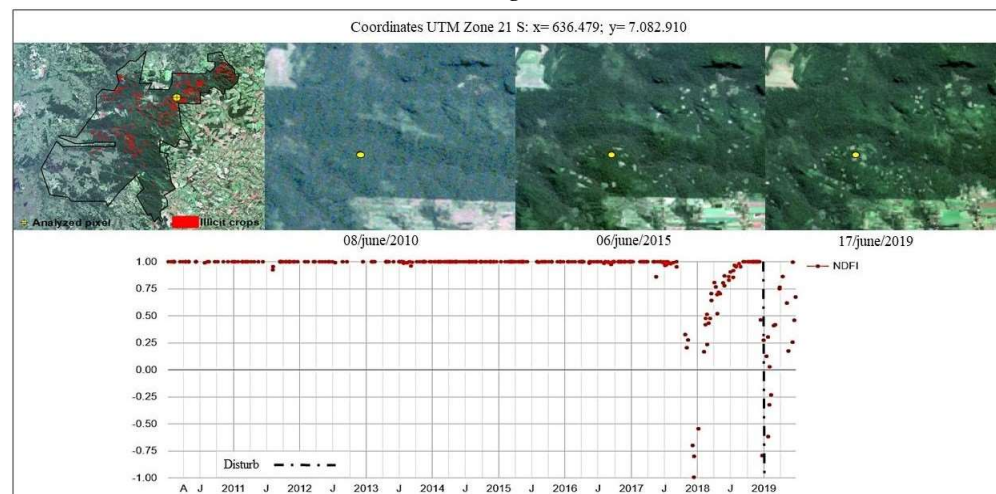 Coordinates UTM Zone 21 S: x= 636.479; y= 7.082.910
Analyzed pixel Illicit crops
08/june/2010 06/june/2015 17/june/2019
1.00
0.75
0.50
0.25
0.00
-0.25
-0.50
-0.75
-1.00
NDFI
Disturb
A J 2011 J 2012 J 2013 J 2014 J 2015 J 2016 J 2017 J 2018 J 2019